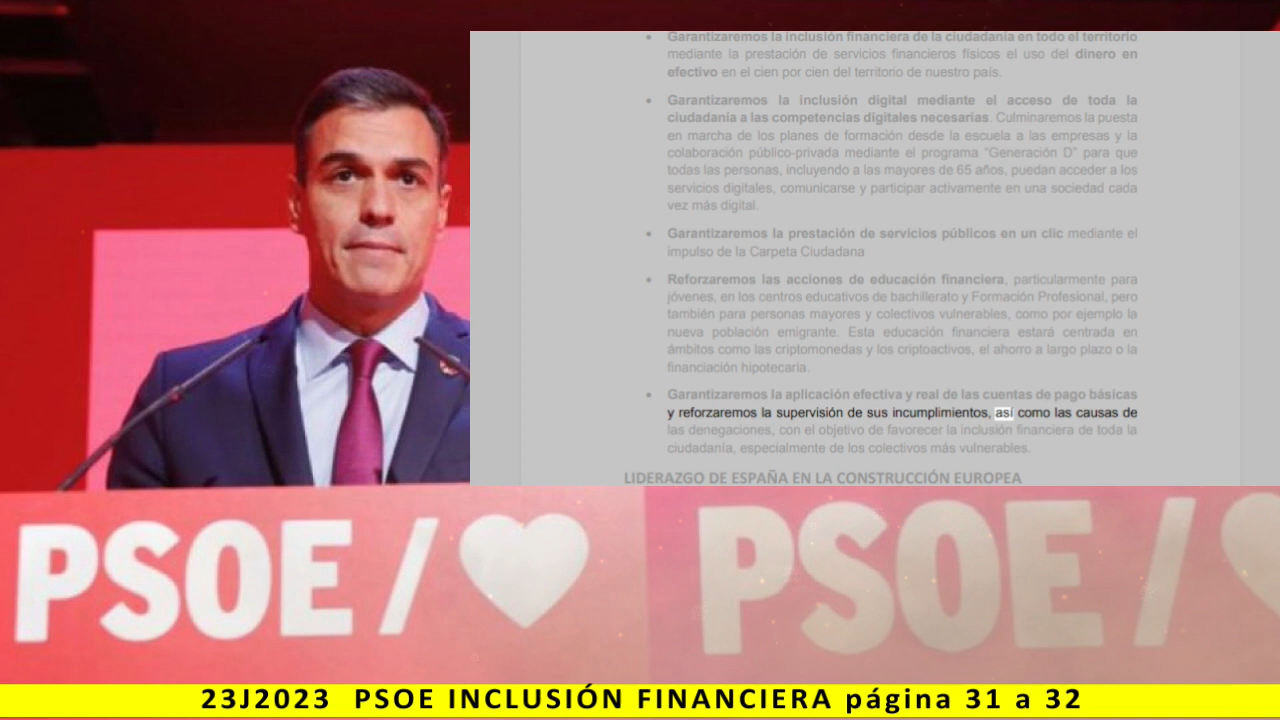 Garantizaremos la inclusión financiera de la ciudadanía en todo el territorio
mediante la prestación de servicios financieros físicos el uso del dinero en
efectivo en el cien por cien del territorio de nuestro país.
Garantizaremos la inclusión digital mediante el acceso de toda la
ciudadanía a las competencias digitales necesarias. Culminaremos la puesta
en marcha de los planes de formación desde la escuela a las empresas y la
colaboración público-privada mediante el programa "Generación D" para que
todas las personas, incluyendo a las mayores de 65 años, puedan acceder a los
servicios digitales, comunicarse y participar activamente en una sociedad cada
vez más digital.
Garantizaremos la prestación de servicios públicos en un clic mediante el
impulso de la Carpeta Ciudadana
Reforzaremos las acciones de educación financiera, particularmente para
jóvenes, en los centros educativos de bachillerato y Formación Profesional, pero
también para personas mayores y colectivos vulnerables, como por ejemplo la
nueva población emigrante. Esta educación financiera estará centrada en
ámbitos como las criptomonedas y los criptoactivos, el ahorro a largo plazo o la
financiación hipotecaria.
Garantizaremos la aplicación efectiva y real de las cuentas de pago básicas
y reforzaremos la supervisión de sus incumplimientos, así como las causas de
las denegaciones, con el objetivo de favorecer la inclusión financiera de toda la
ciudadanía, especialmente de los colectivos más vulnerables.
LIDERAZGO DE ESPAÑA EN LA CONSTRUCCIÓN EUROPEA
PSOE / PSOE /
23J2023 PSOE INCLUSIÓN FINANCIERA página 31 a 32